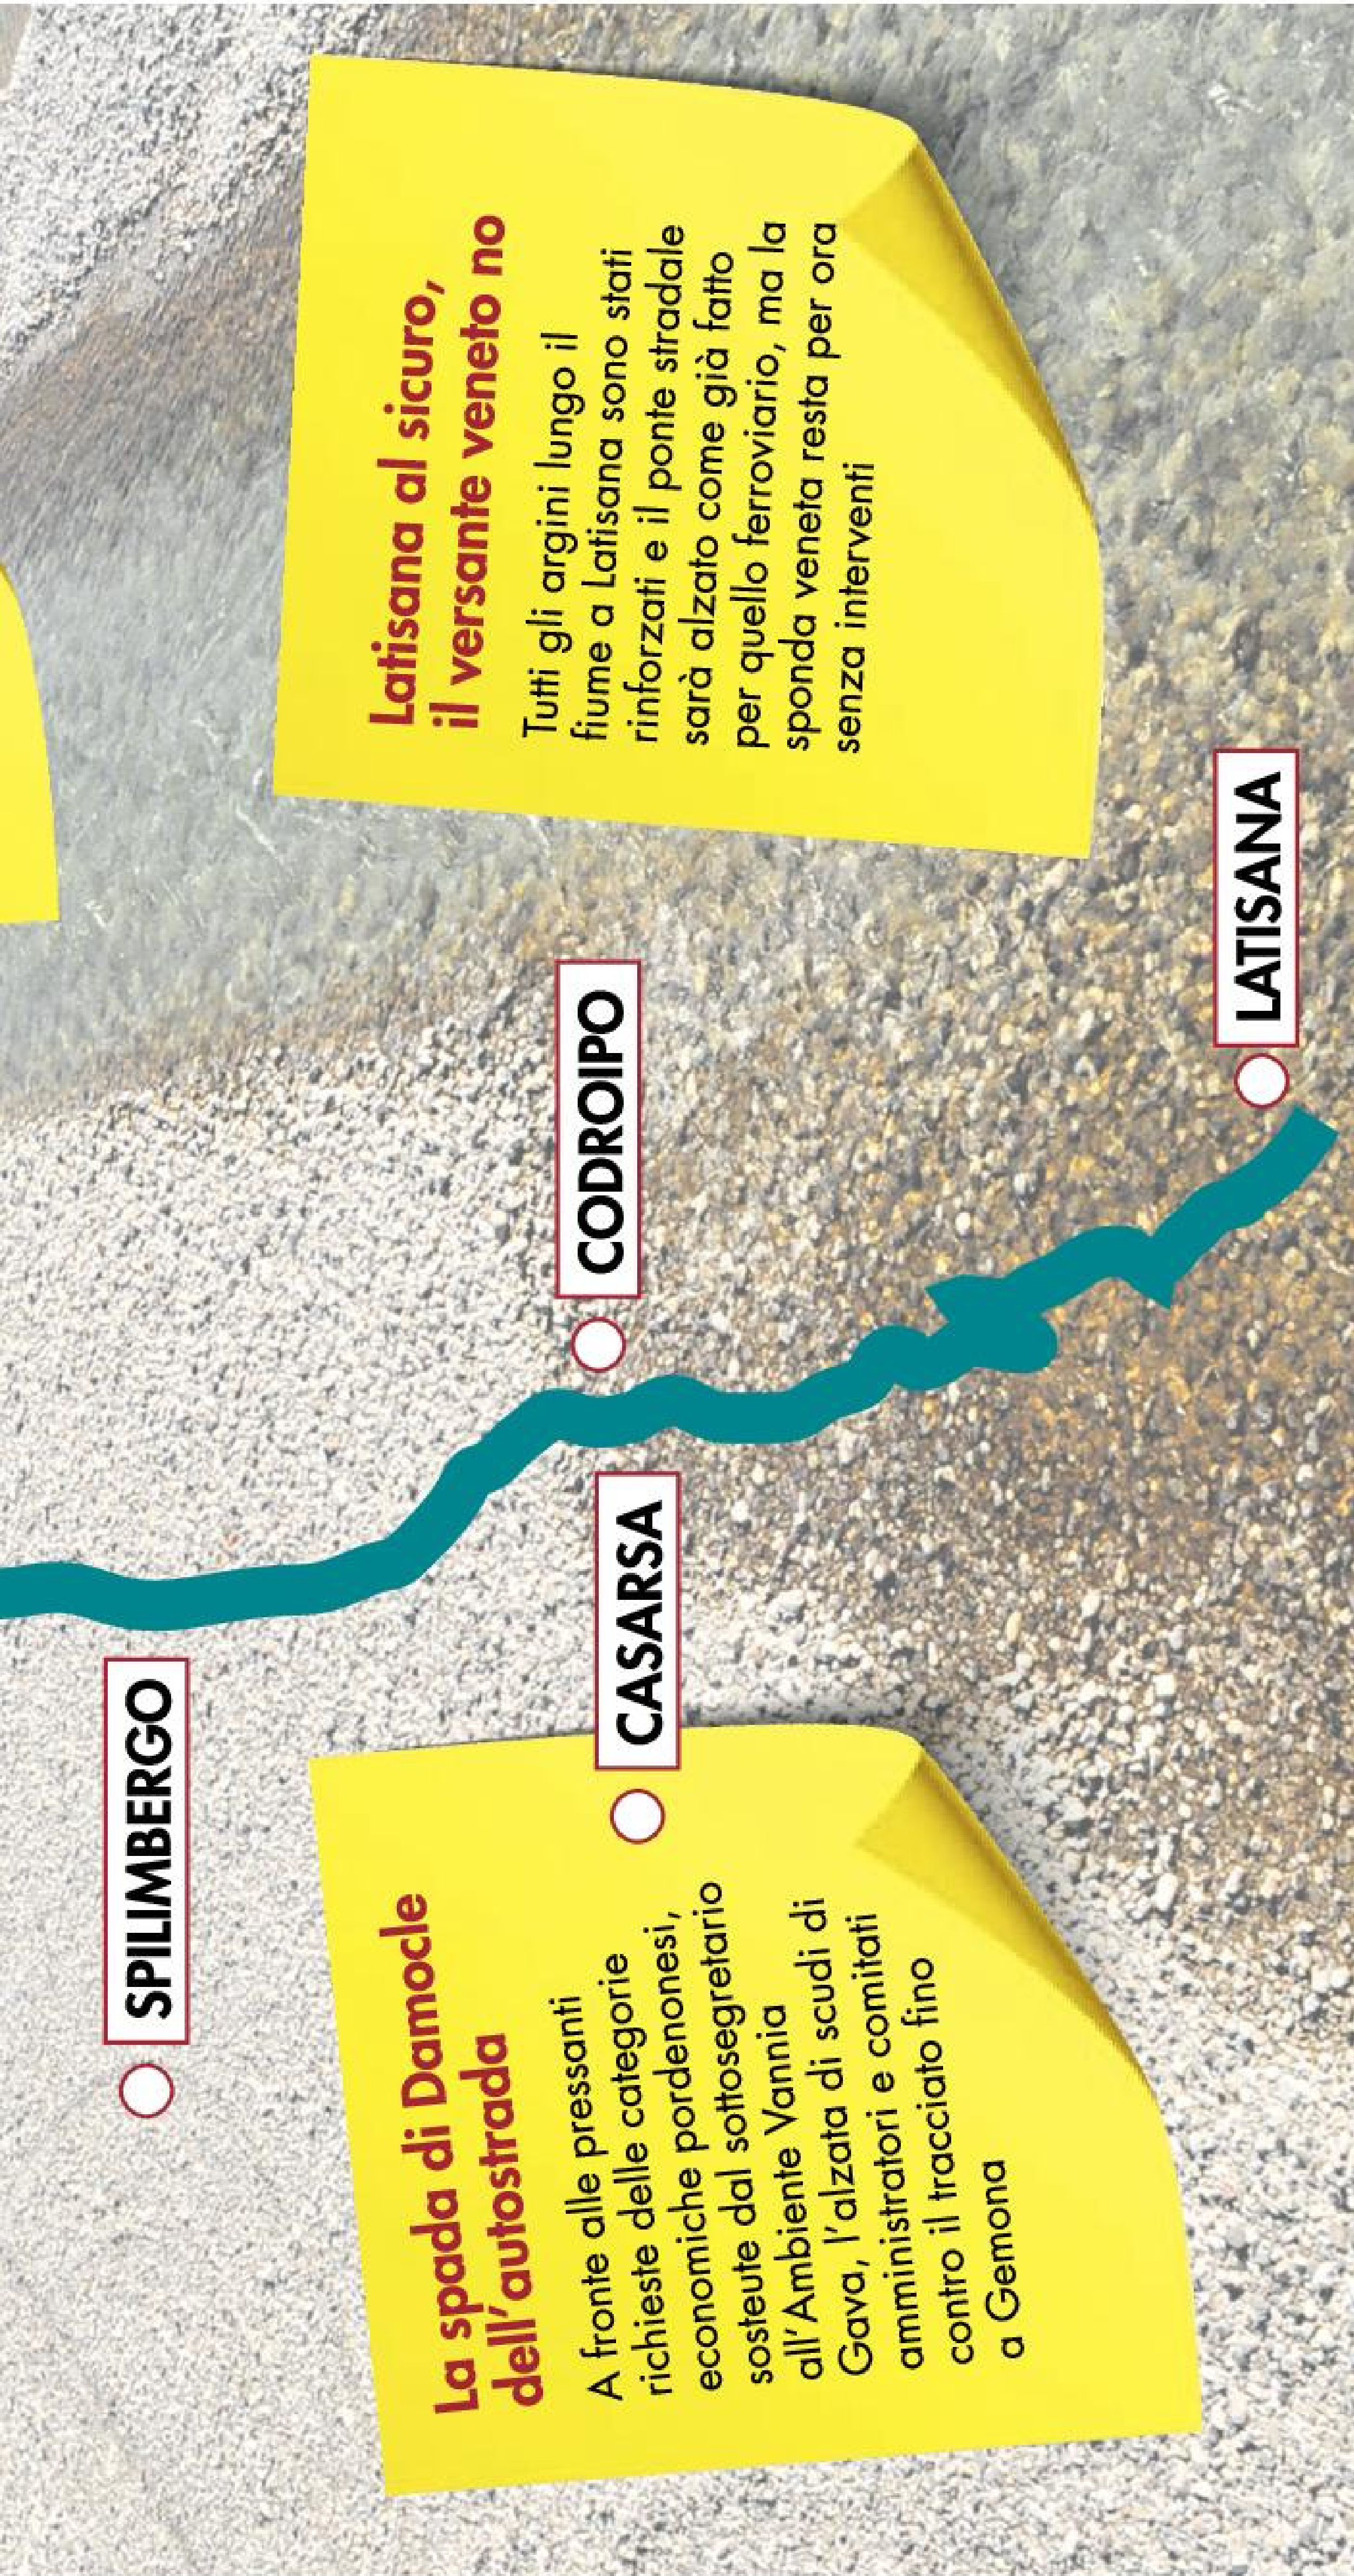 SPILIMBERGO
CODROIPO
CASARSA
LATISANA
La spada di Damocle
dell'autostrada
A fronte alle pressanti
richieste delle categorie
economiche pordenonesi,
sosteute dal sottosegretario
all'Ambiente Vannia
Gava, l'alzata di scudi di
amministratori e comitati
contro il tracciato fino
a Gemona
Latisana al sicuro,
il versante veneto no
Tutti gli argini lungo il
fiume a Latisana sono stati
rinforzati e il ponte stradale
sarà alzato come già fatto
per quello ferroviario, ma la
sponda veneta resta per ora
senza interventi